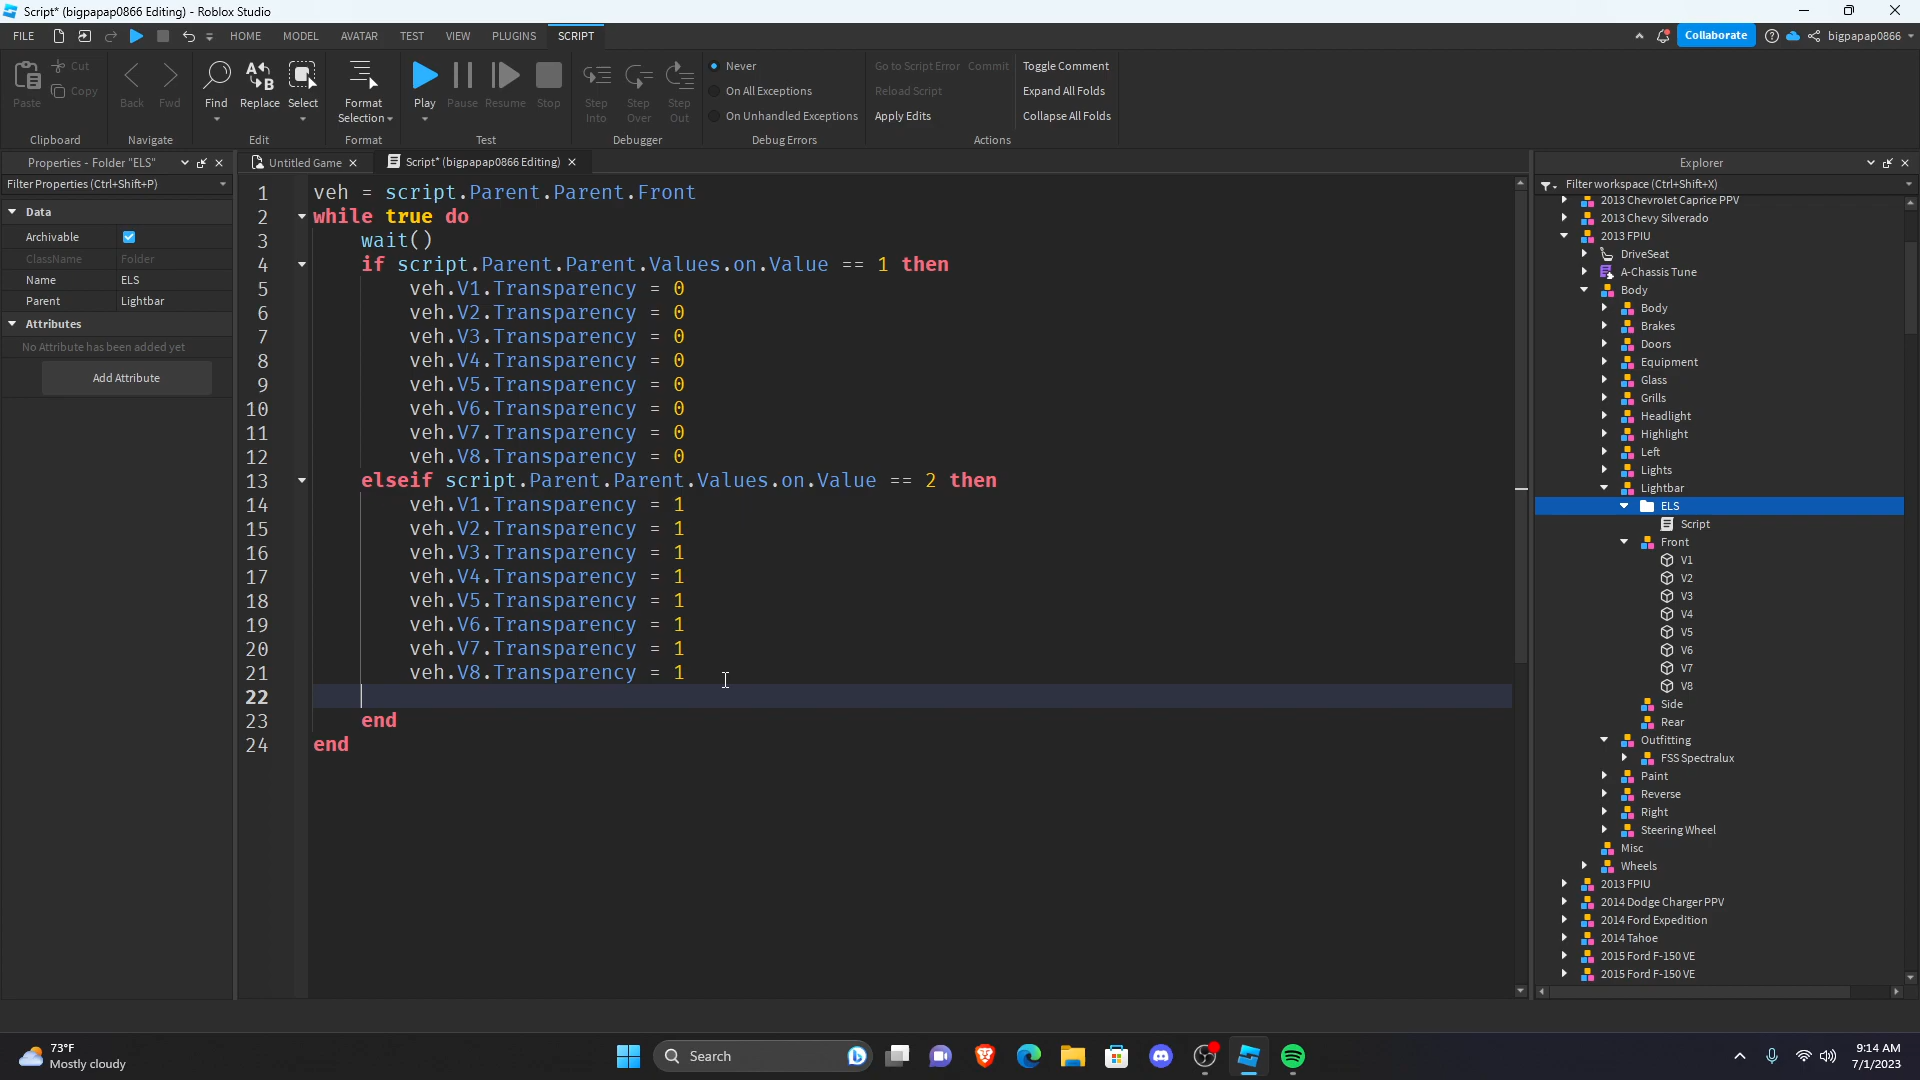 Script* (bigpapap0866 Editing) - Roblox Studio
FILE HOME MODEL AVATAR TEST VIEW PLUGINS SCRIPT Collaborate bigpapap0866
Paste Cut Copy Back Fwd Find Replace Select Format Selection Play Pause Resume Stop Step Into Step Over Step Out
Never
On All Exceptions
On Unhandled Exceptions
Go to Script Error Commit
Reload Script
Apply Edits
Toggle Comment
Expand All Folds
Collapse All Folds
Clipboard Navigate Edit Format Test Debugger Debug Errors Actions
Properties - Folder "ELS"
Filter Properties (Ctrl+Shift+P)
Data
Archivable
ClassName Folder
Name ELS
Parent Lightbar
Attributes
No Attribute has been added yet
Add Attribute
Untitled Game Script* (bigpapap0866 Editing)
1 veh = script.Parent.Parent.Front
2 while true do
3 wait()
4 if script.Parent.Parent.Values.on.Value == 1 then
5 veh.V1.Transparency = 0
6 veh.V2.Transparency = 0
7 veh.V3.Transparency = 0
8 veh.V4.Transparency = 0
9 veh.V5.Transparency = 0
10 veh.V6.Transparency = 0
11 veh.V7.Transparency = 0
12 veh.V8.Transparency = 0
13 elseif script.Parent.Parent.Values.on.Value == 2 then
14 veh.V1.Transparency = 1
15 veh.V2.Transparency = 1
16 veh.V3.Transparency = 1
17 veh.V4.Transparency = 1
18 veh.V5.Transparency = 1
19 veh.V6.Transparency = 1
20 veh.V7.Transparency = 1
21 veh.V8.Transparency = 1
22
23 end
24 end
Explorer
Filter workspace (Ctrl+Shift+X)
2013 Chevrolet Caprice PPV
2013 Chevy Silverado
2013 FPIU
DriveSeat
A-Chassis Tune
Body
Body
Brakes
Doors
Equipment
Glass
Grills
Headlight
Highlight
Left
Lights
Lightbar
ELS
Script
Front
V1
V2
V3
V4
V5
V6
V7
V8
Side
Rear
Outfitting
FSS Spectralux
Paint
Reverse
Right
Steering Wheel
Misc
Wheels
2013 FPIU
2014 Dodge Charger PPV
2014 Ford Expedition
2014 Tahoe
2015 Ford F-150 VE
2015 Ford F-150 VE
73°F
Mostly cloudy
Search
9:14 AM
7/1/2023